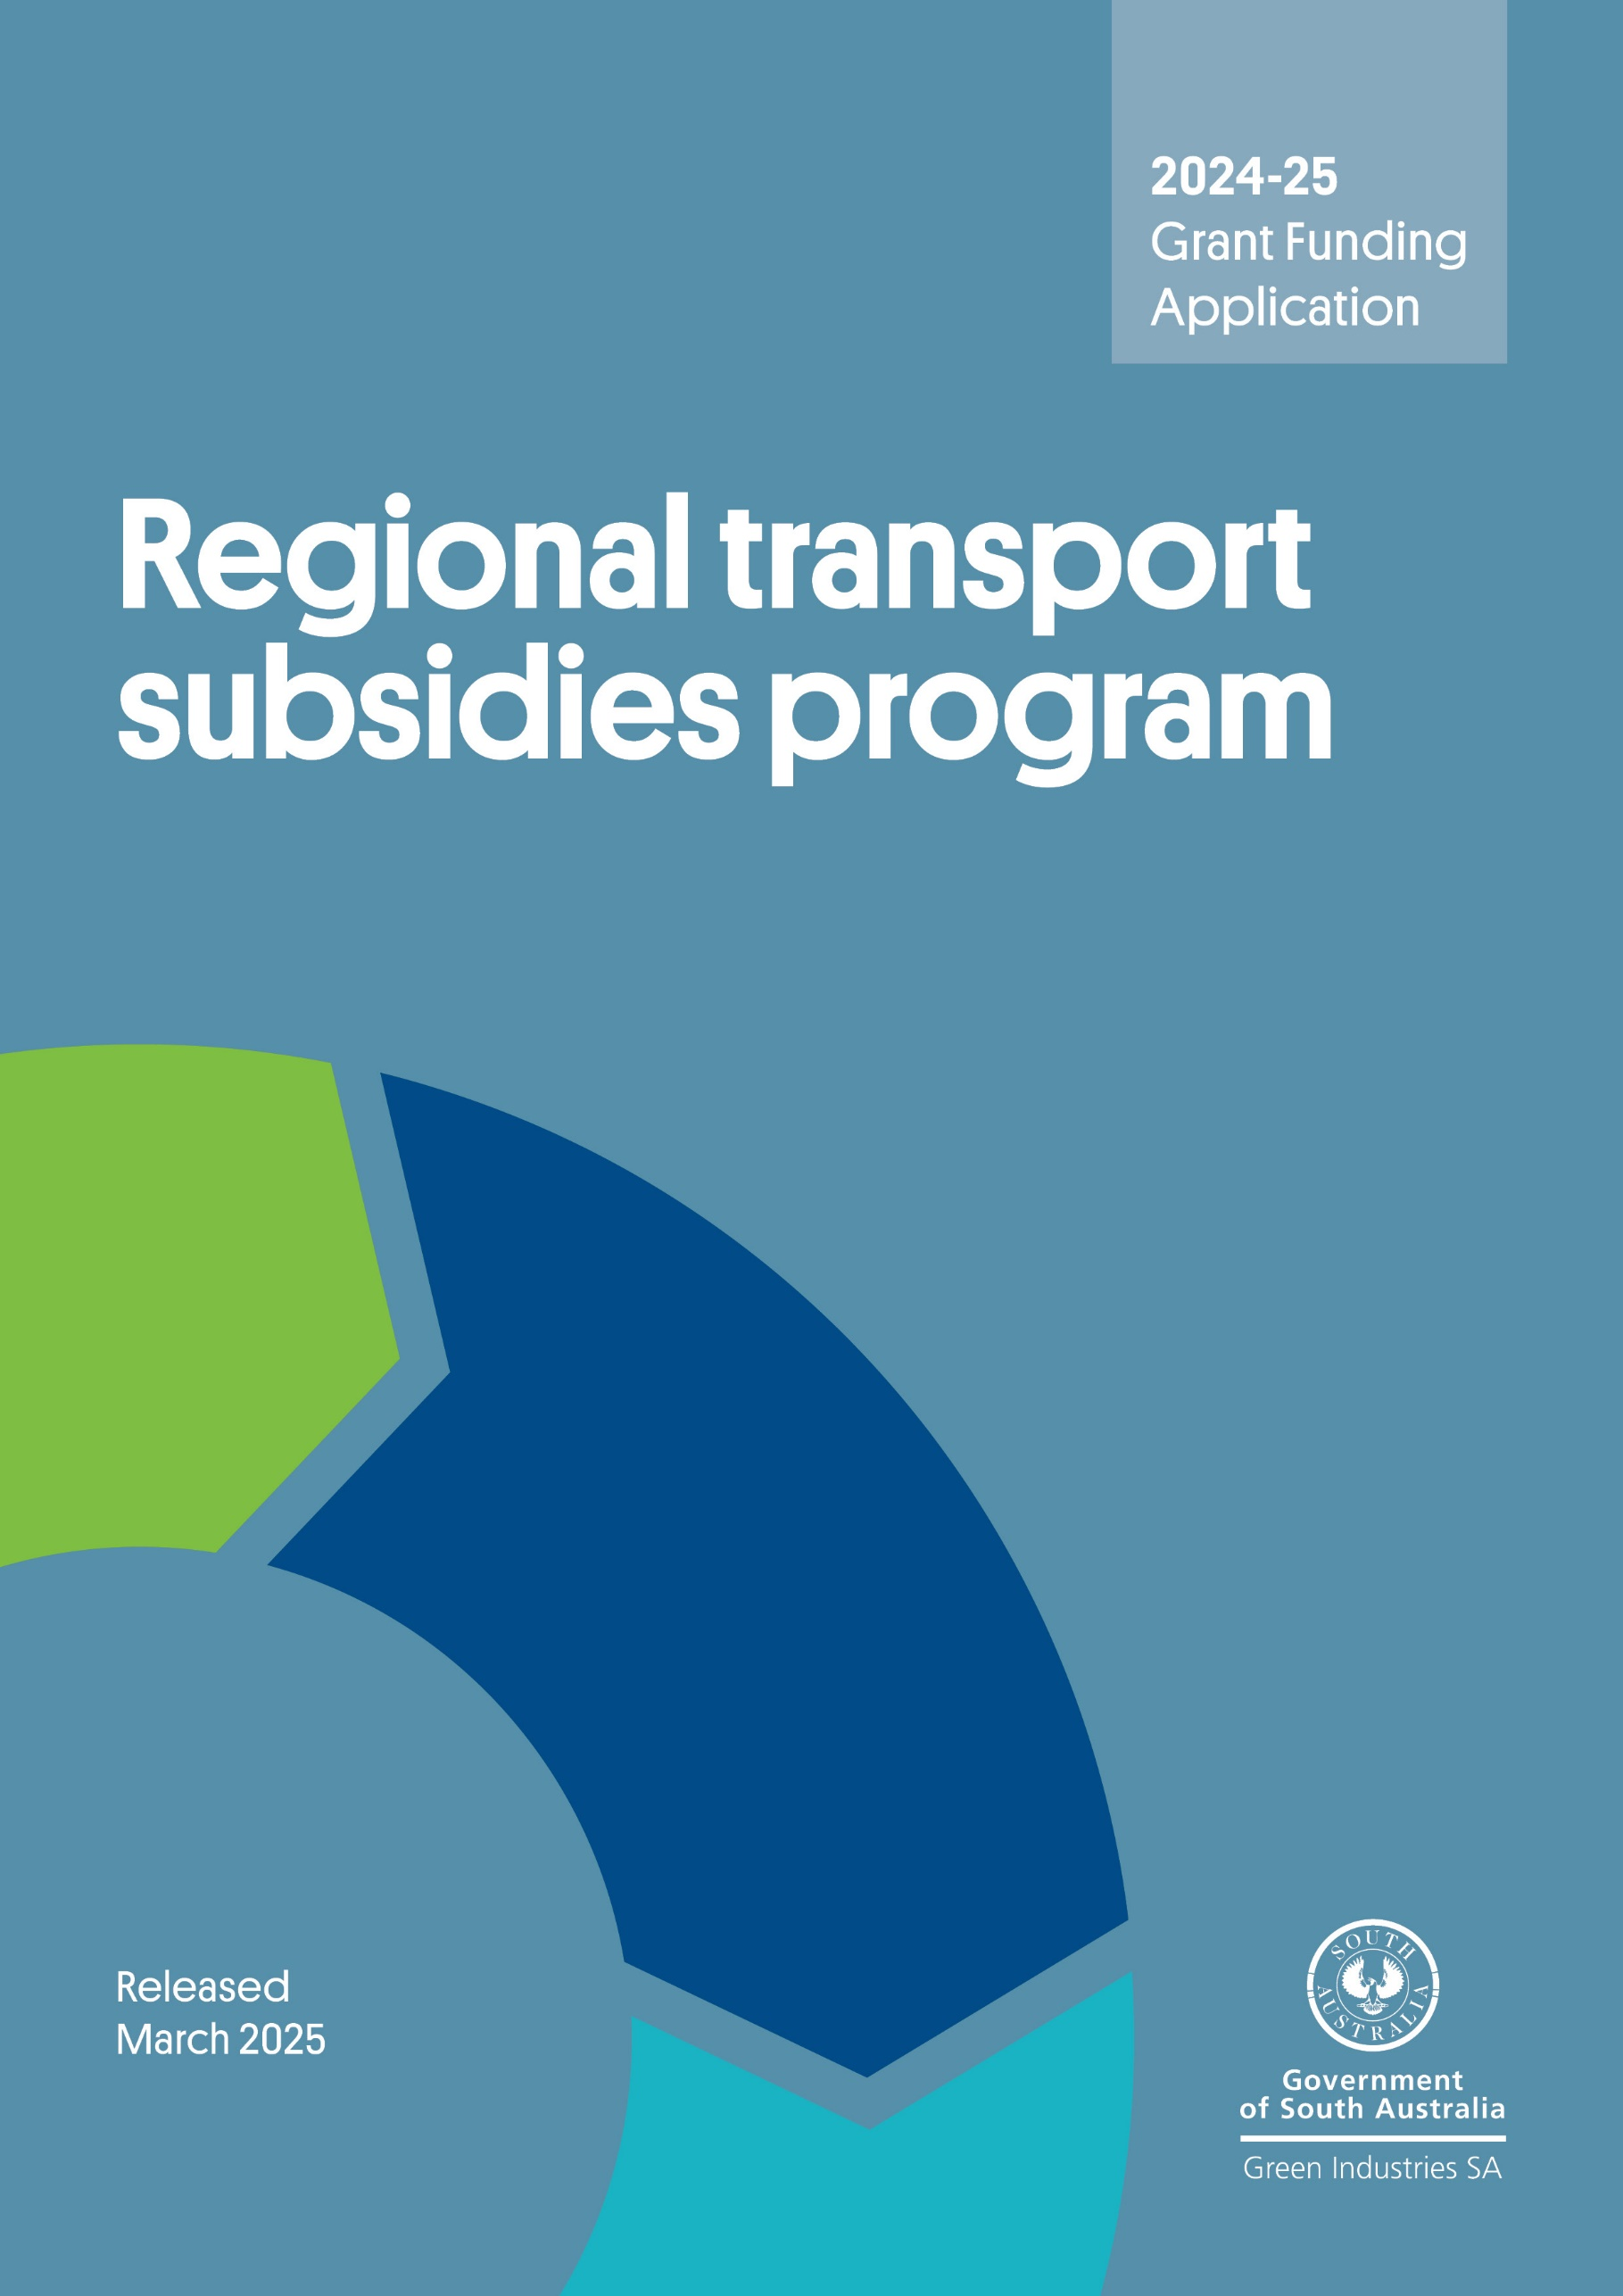 2024-25
Grant Funding
Application
Regional transport
subsidies program
Released
March 2025
SOUTH
AUSTRALIA
Government
of South Australia
Green Industries SA